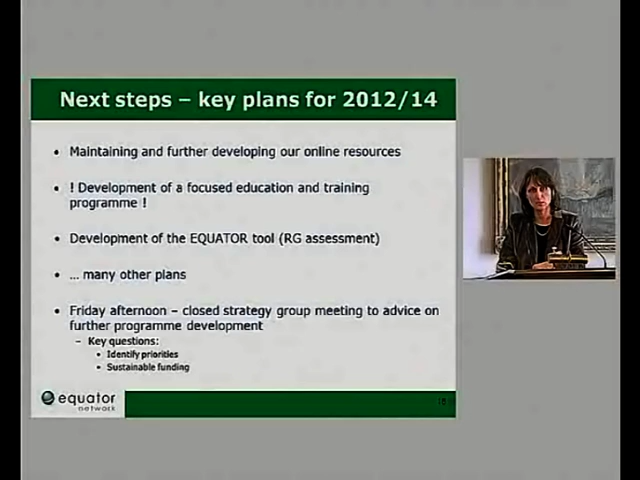 Next steps – key plans for 2012/14
• Maintaining and further developing our online resources
• ! Development of a focused education and training
programme !
• Development of the EQUATOR tool (RG assessment)
• ... many other plans
• Friday afternoon – closed strategy group meeting to advice on
further programme development
– Key questions:
• Identify priorities
• Sustainable funding
equator
network